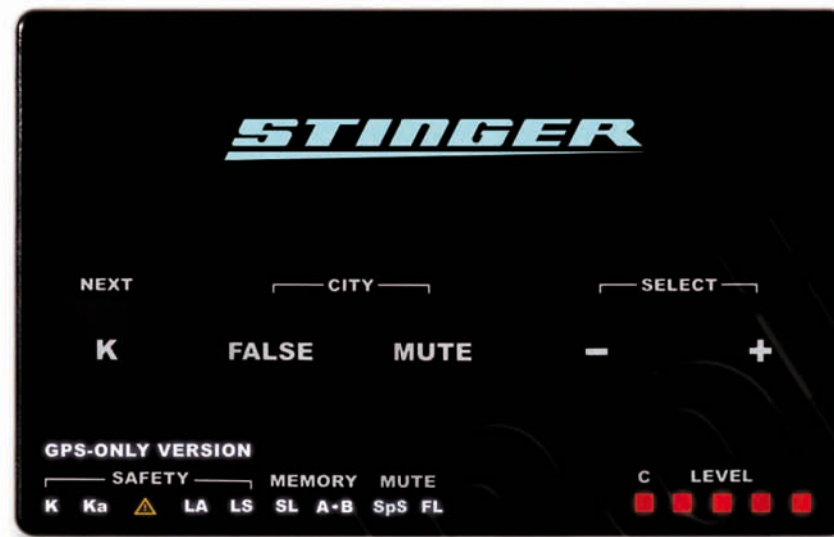 STINGER
NEXT CITY SELECT
K FALSE MUTE - +
GPS-ONLY VERSION
SAFETY MEMORY MUTE C LEVEL
K Ka ⚠ LA LS SL A•B SpS FL